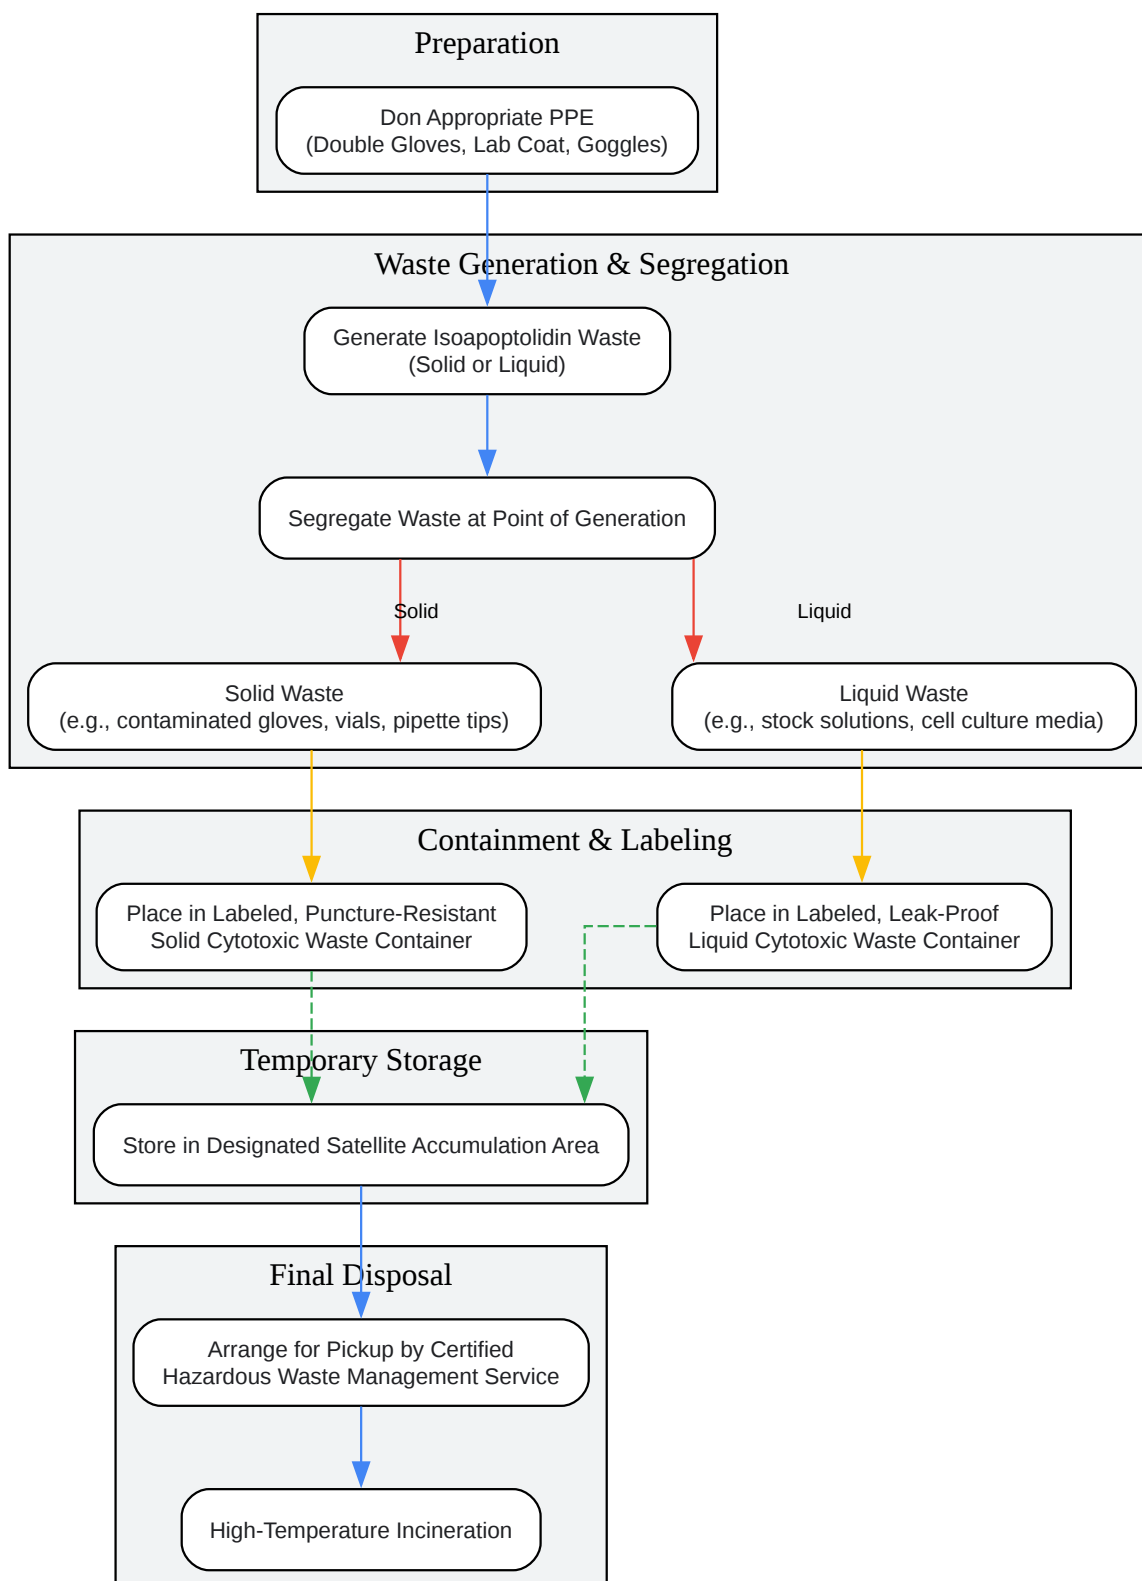 Preparation
Don Appropriate PPE
(Double Gloves, Lab Coat, Goggles)
Waste Generation & Segregation
Generate Isoapoptolidin Waste
(Solid or Liquid)
Segregate Waste at Point of Generation
Solid
Liquid
Solid Waste
(e.g., contaminated gloves, vials, pipette tips)
Liquid Waste
(e.g., stock solutions, cell culture media)
Containment & Labeling
Place in Labeled, Puncture-Resistant
Solid Cytotoxic Waste Container
Place in Labeled, Leak-Proof
Liquid Cytotoxic Waste Container
Temporary Storage
Store in Designated Satellite Accumulation Area
Final Disposal
Arrange for Pickup by Certified
Hazardous Waste Management Service
High-Temperature Incineration